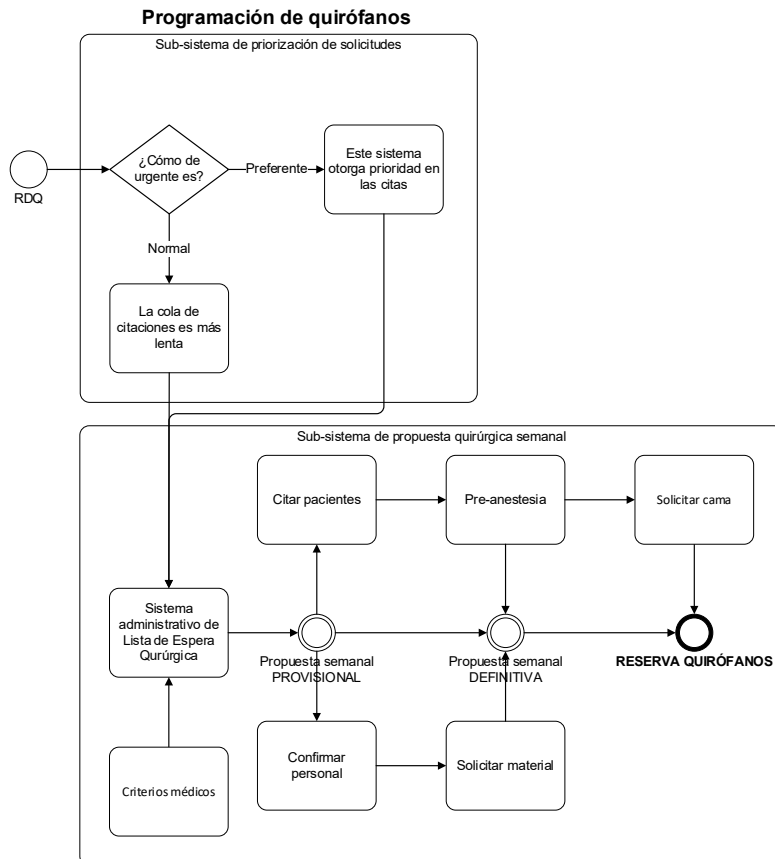 Programación de quirófanos
Sub-sistema de priorización de solicitudes
¿Cómo de
urgente es?
Preferente
Este sistema
otorga prioridad en
las citas
RDQ
Normal
La cola de
citaciones es más
lenta
Sub-sistema de propuesta quirúrgica semanal
Citar pacientes
Pre-anestesia
Solicitar cama
Sistema
administrativo de
Lista de Espera
Qurúrgica
Propuesta semanal
PROVISIONAL
Propuesta semanal
DEFINITIVA
RESERVA QUIRÓFANOS
Criterios médicos
Confirmar
personal
Solicitar material